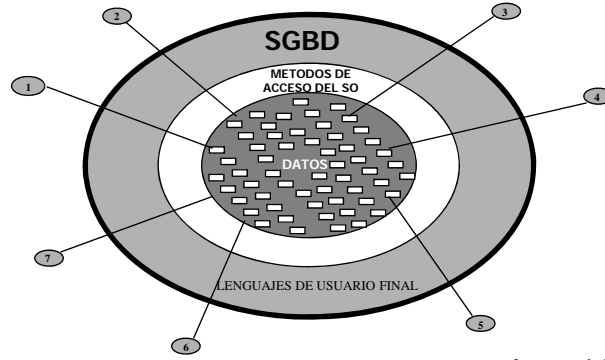 2
3
SGBD
METODOS DE
ACCESO DEL SO
1
4
DATOS
7
LENGUAJES DE USUARIO FINAL
5
6